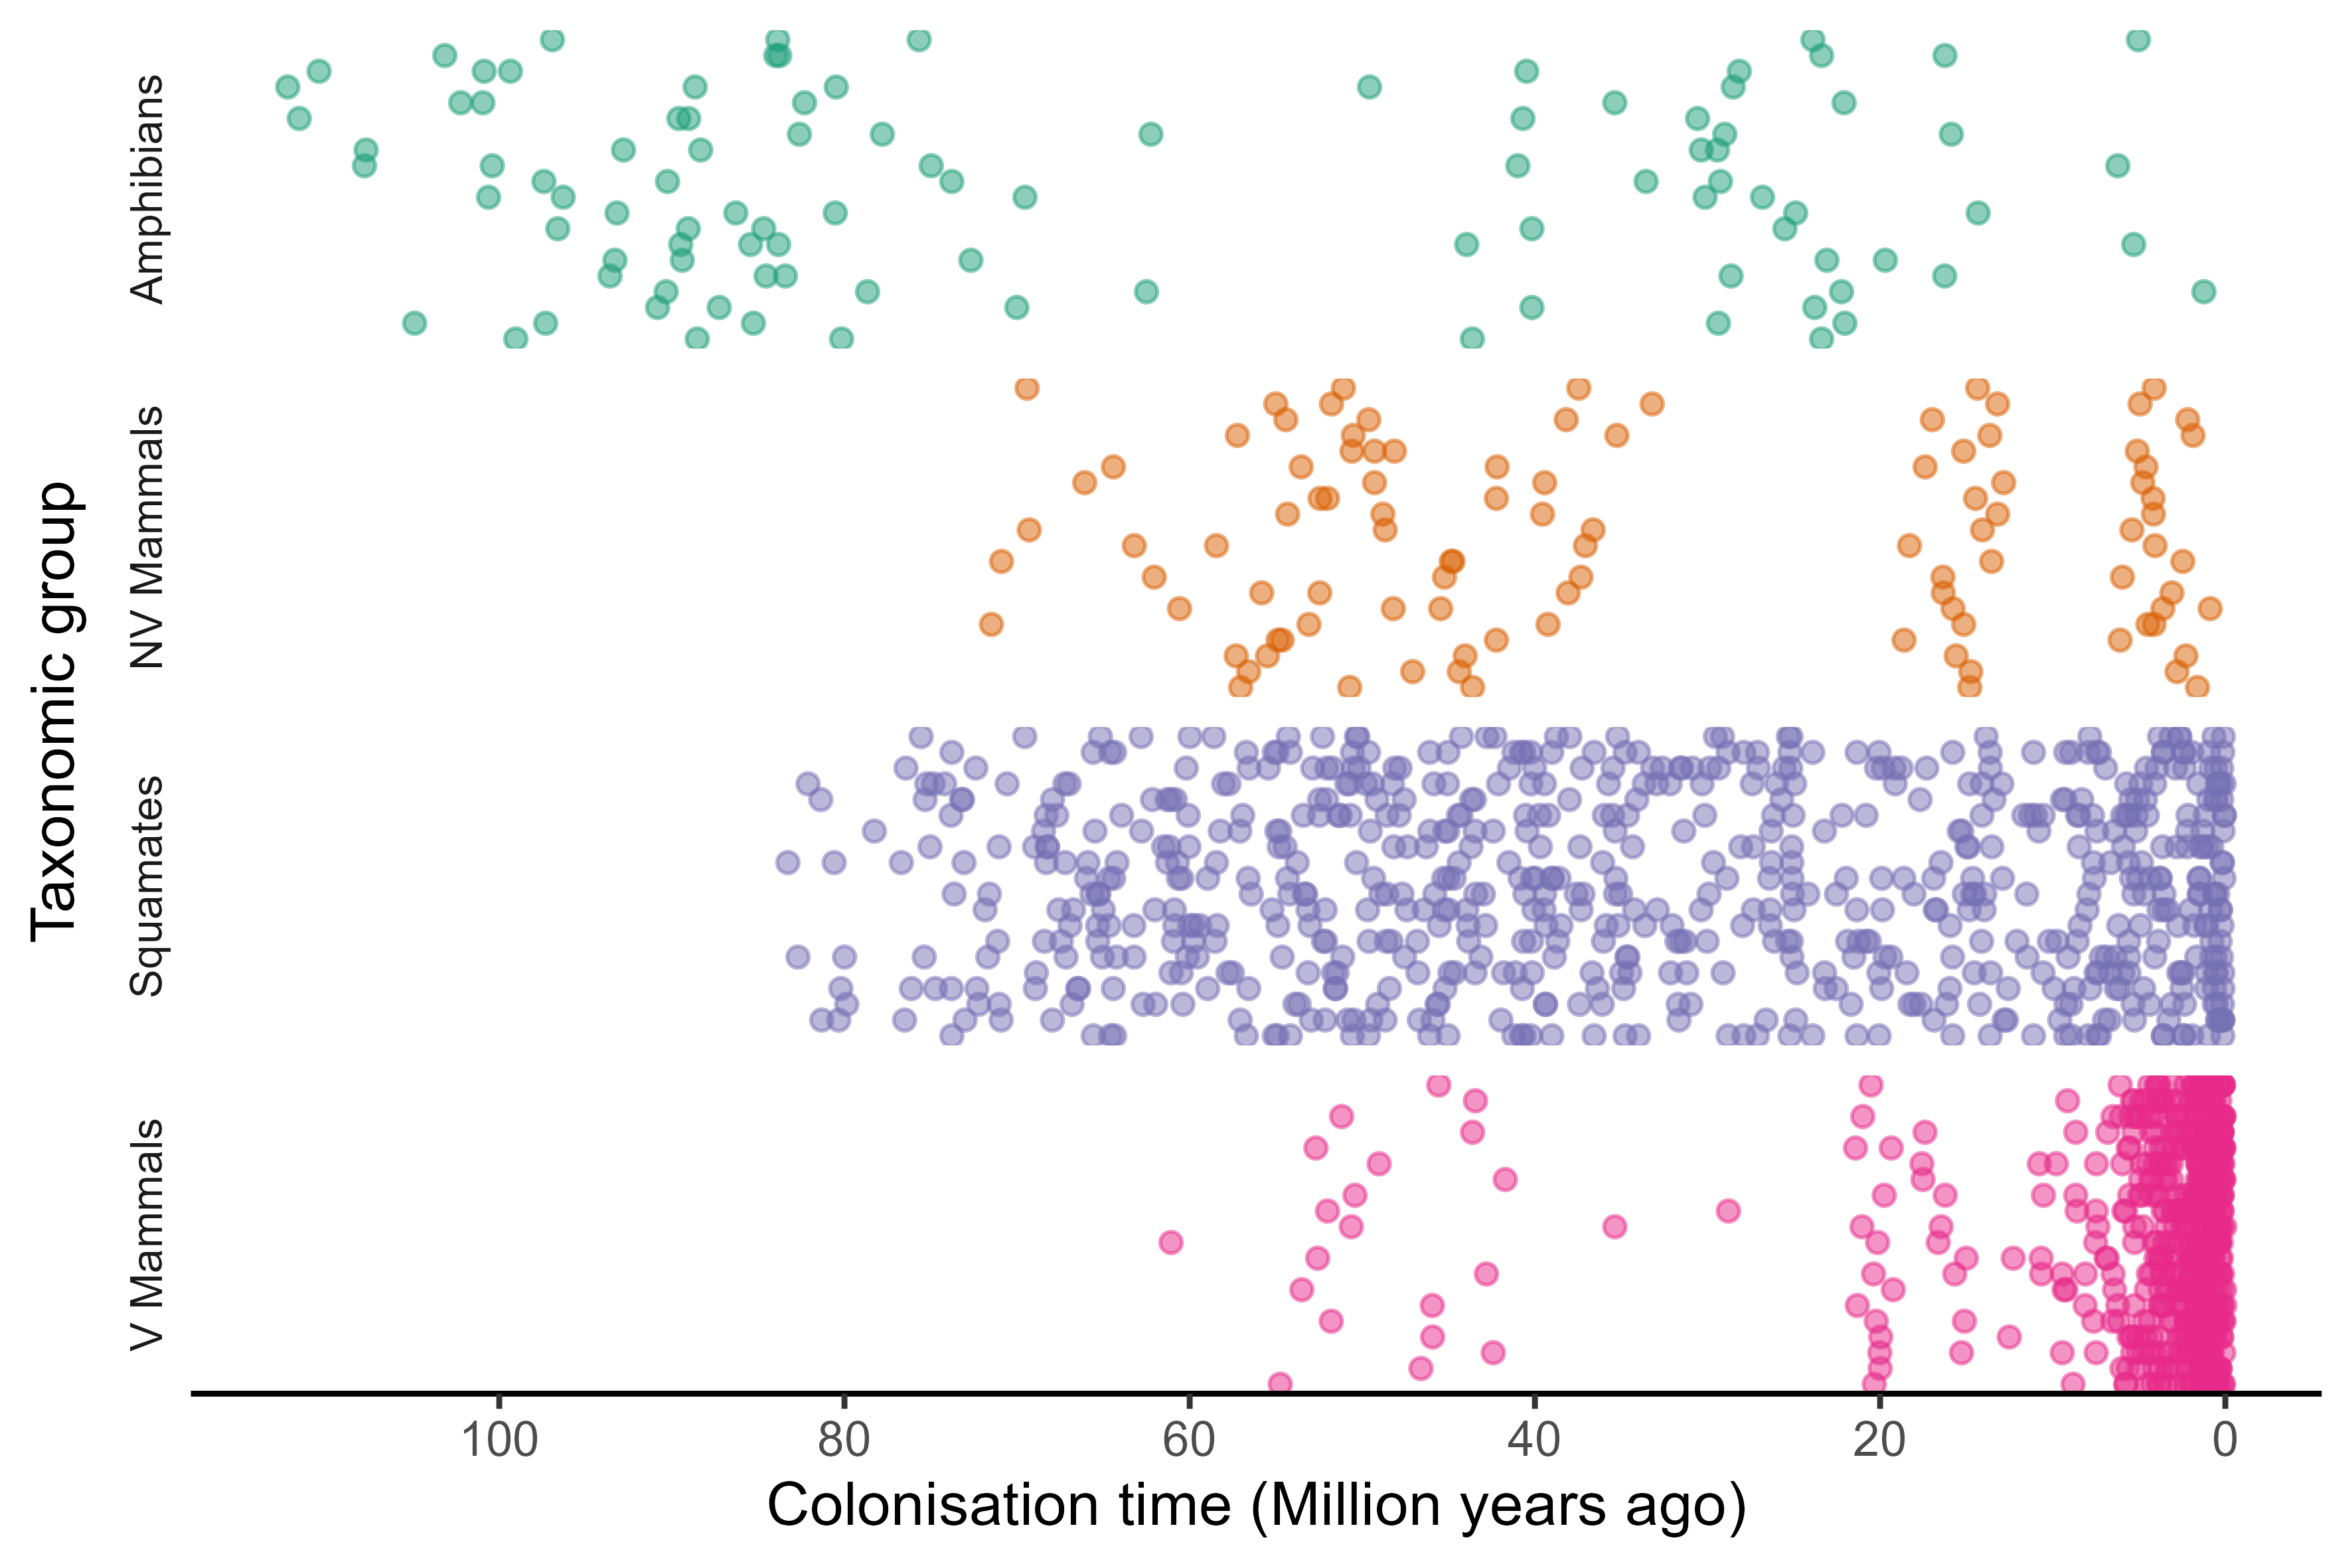 Taxonomic group
Amphibians
NV Mammals
Squamates
V Mammals
100 80 60 40 20 0
Colonisation time (Million years ago)